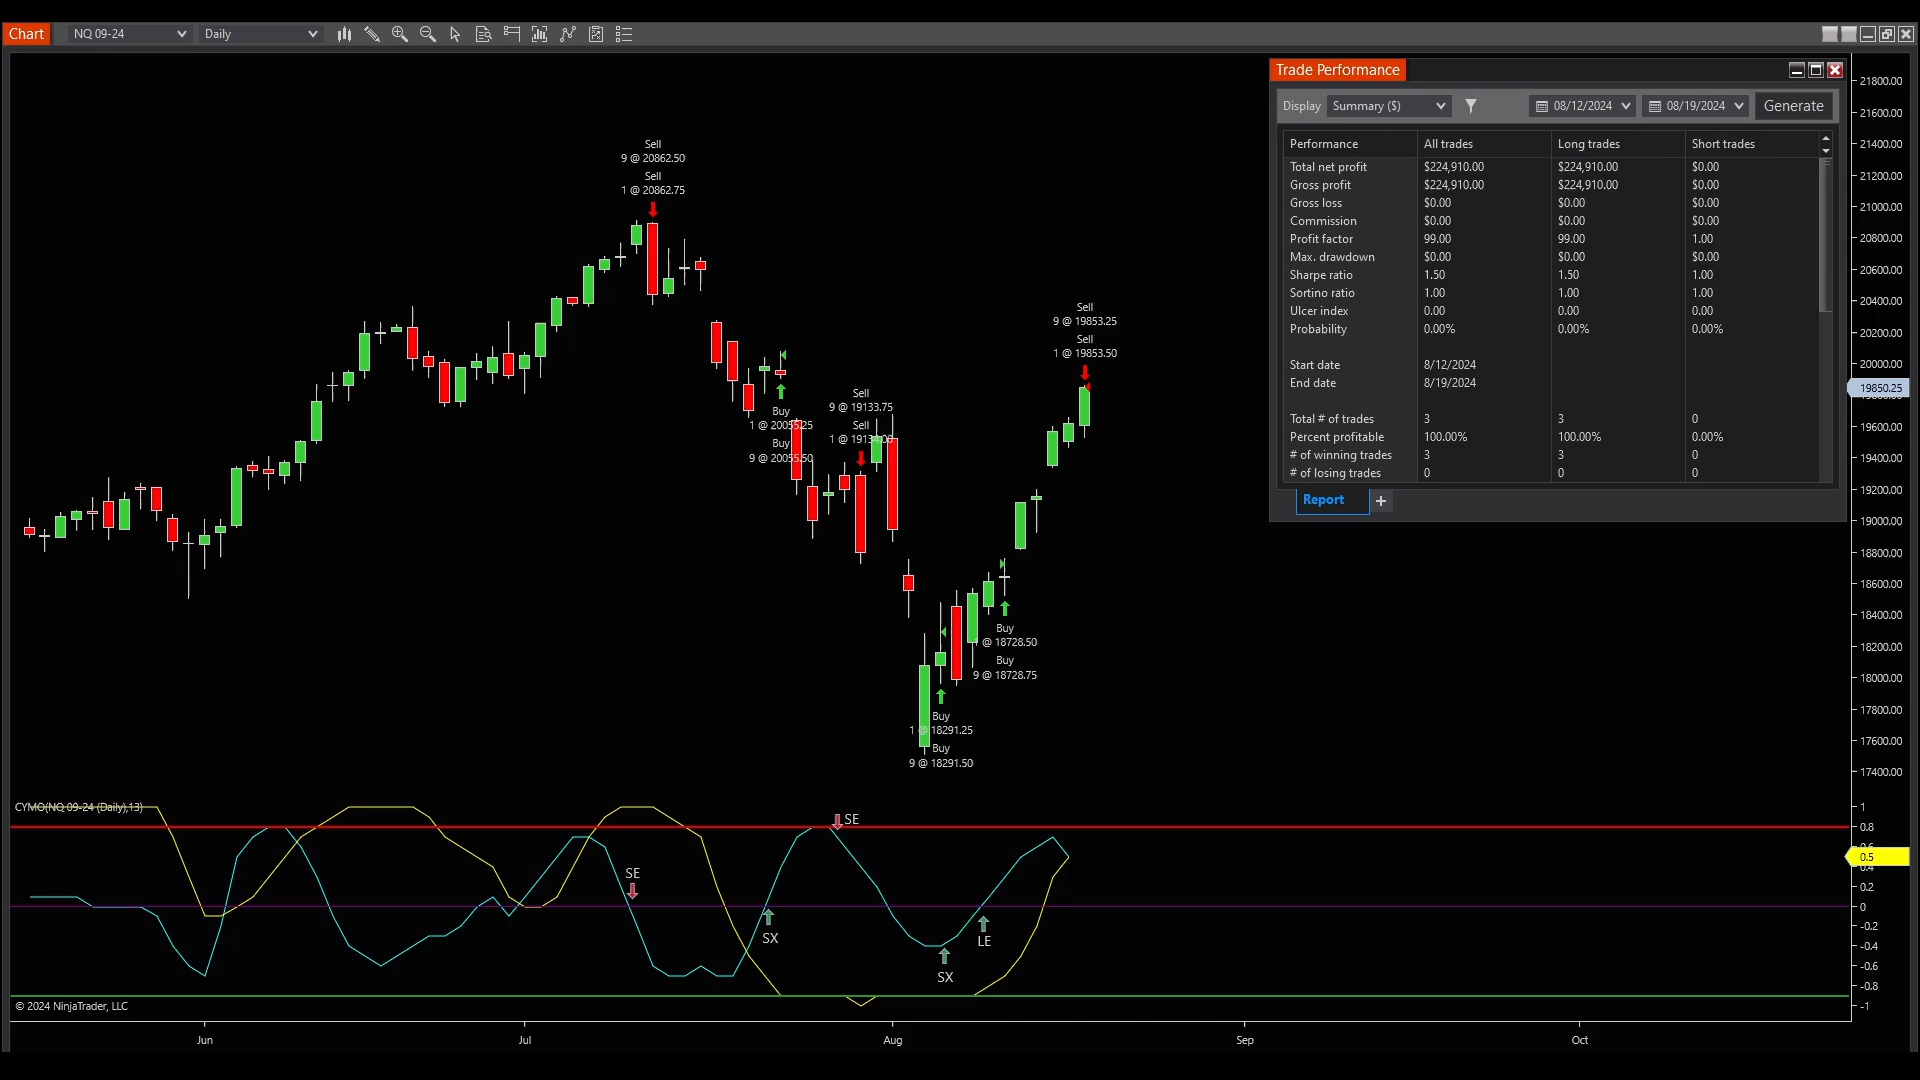 Chart NQ 09-24 Daily
Trade Performance
Display Summary ($) 08/12/2024 08/19/2024 Generate
Performance All trades Long trades Short trades
Total net profit $224,910.00 $224,910.00 $0.00
Gross profit $224,910.00 $224,910.00 $0.00
Gross loss $0.00 $0.00 $0.00
Commission $0.00 $0.00 $0.00
Profit factor 99.00 99.00 1.00
Max. drawdown $0.00 $0.00 $0.00
Sharpe ratio 1.50 1.50 1.00
Sortino ratio 1.00 1.00 1.00
Ulcer index 0.00 0.00 0.00
Probability 0.00% 0.00% 0.00%
Start date 8/12/2024
End date 8/19/2024
Total # of trades 3 3 0
Percent profitable 100.00% 100.00% 0.00%
# of winning trades 3 3 0
# of losing trades 0 0 0
Report +
Sell
9 @ 20862.50
Sell
1 @ 20862.75
Buy
1 @ 20055.25
Buy
9 @ 20055.50
Sell
9 @ 19133.75
Sell
1 @ 19134.00
Buy
1 @ 18291.25
Buy
9 @ 18291.50
Buy
1 @ 18728.50
Buy
9 @ 18728.75
Sell
9 @ 19853.25
Sell
1 @ 19853.50
21800.00
21600.00
21400.00
21200.00
21000.00
20800.00
20600.00
20400.00
20200.00
20000.00
19850.25
19600.00
19400.00
19200.00
19000.00
18800.00
18600.00
18400.00
18200.00
18000.00
17800.00
17600.00
17400.00
CYMO(NQ 09-24 (Daily),13)
SE
SX
SE
SX
LE
1
0.8
0.5
0.4
0.2
0
-0.2
-0.4
-0.6
-0.8
-1
© 2024 NinjaTrader, LLC
Jun Jul Aug Sep Oct